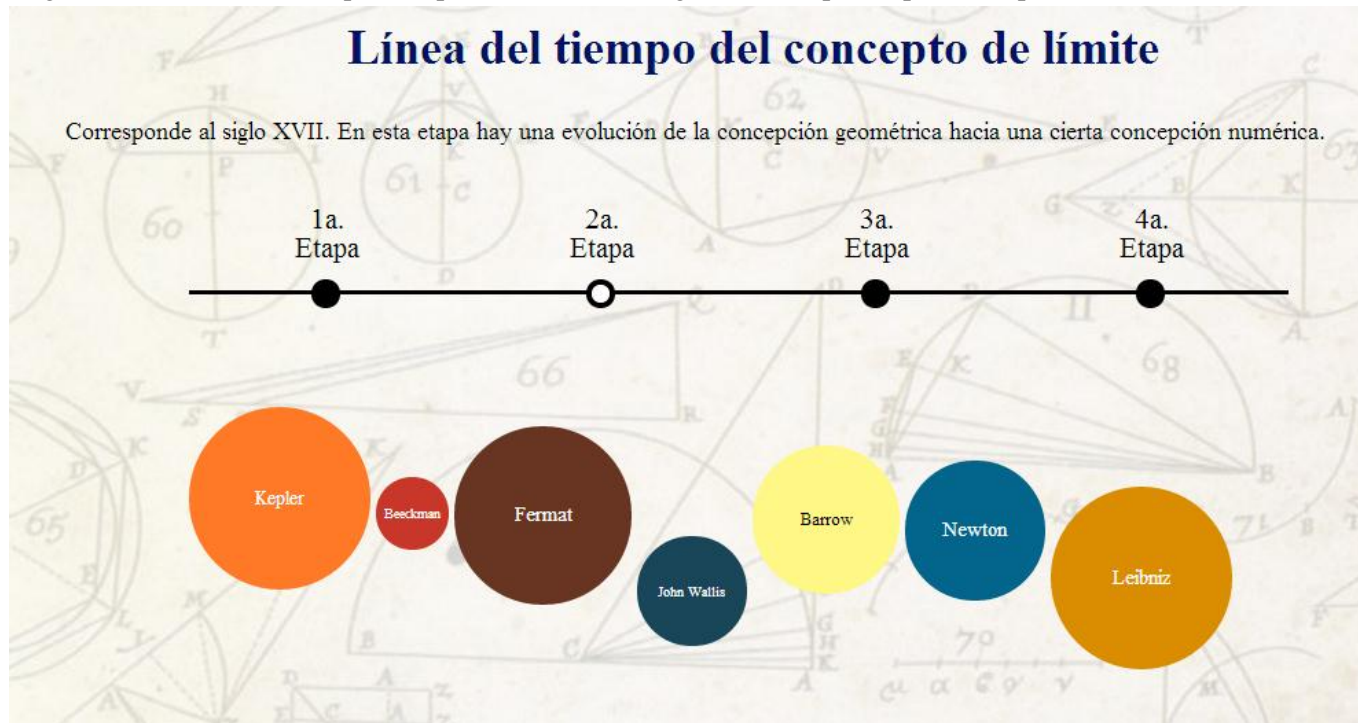 Línea del tiempo del concepto de límite
Corresponde al siglo XVII. En esta etapa hay una evolución de la concepción geométrica hacia una cierta concepción numérica.
1a.
Etapa
2a.
Etapa
3a.
Etapa
4a.
Etapa
Kepler
Beeckman
Fermat
John Wallis
Barrow
Newton
Leibniz